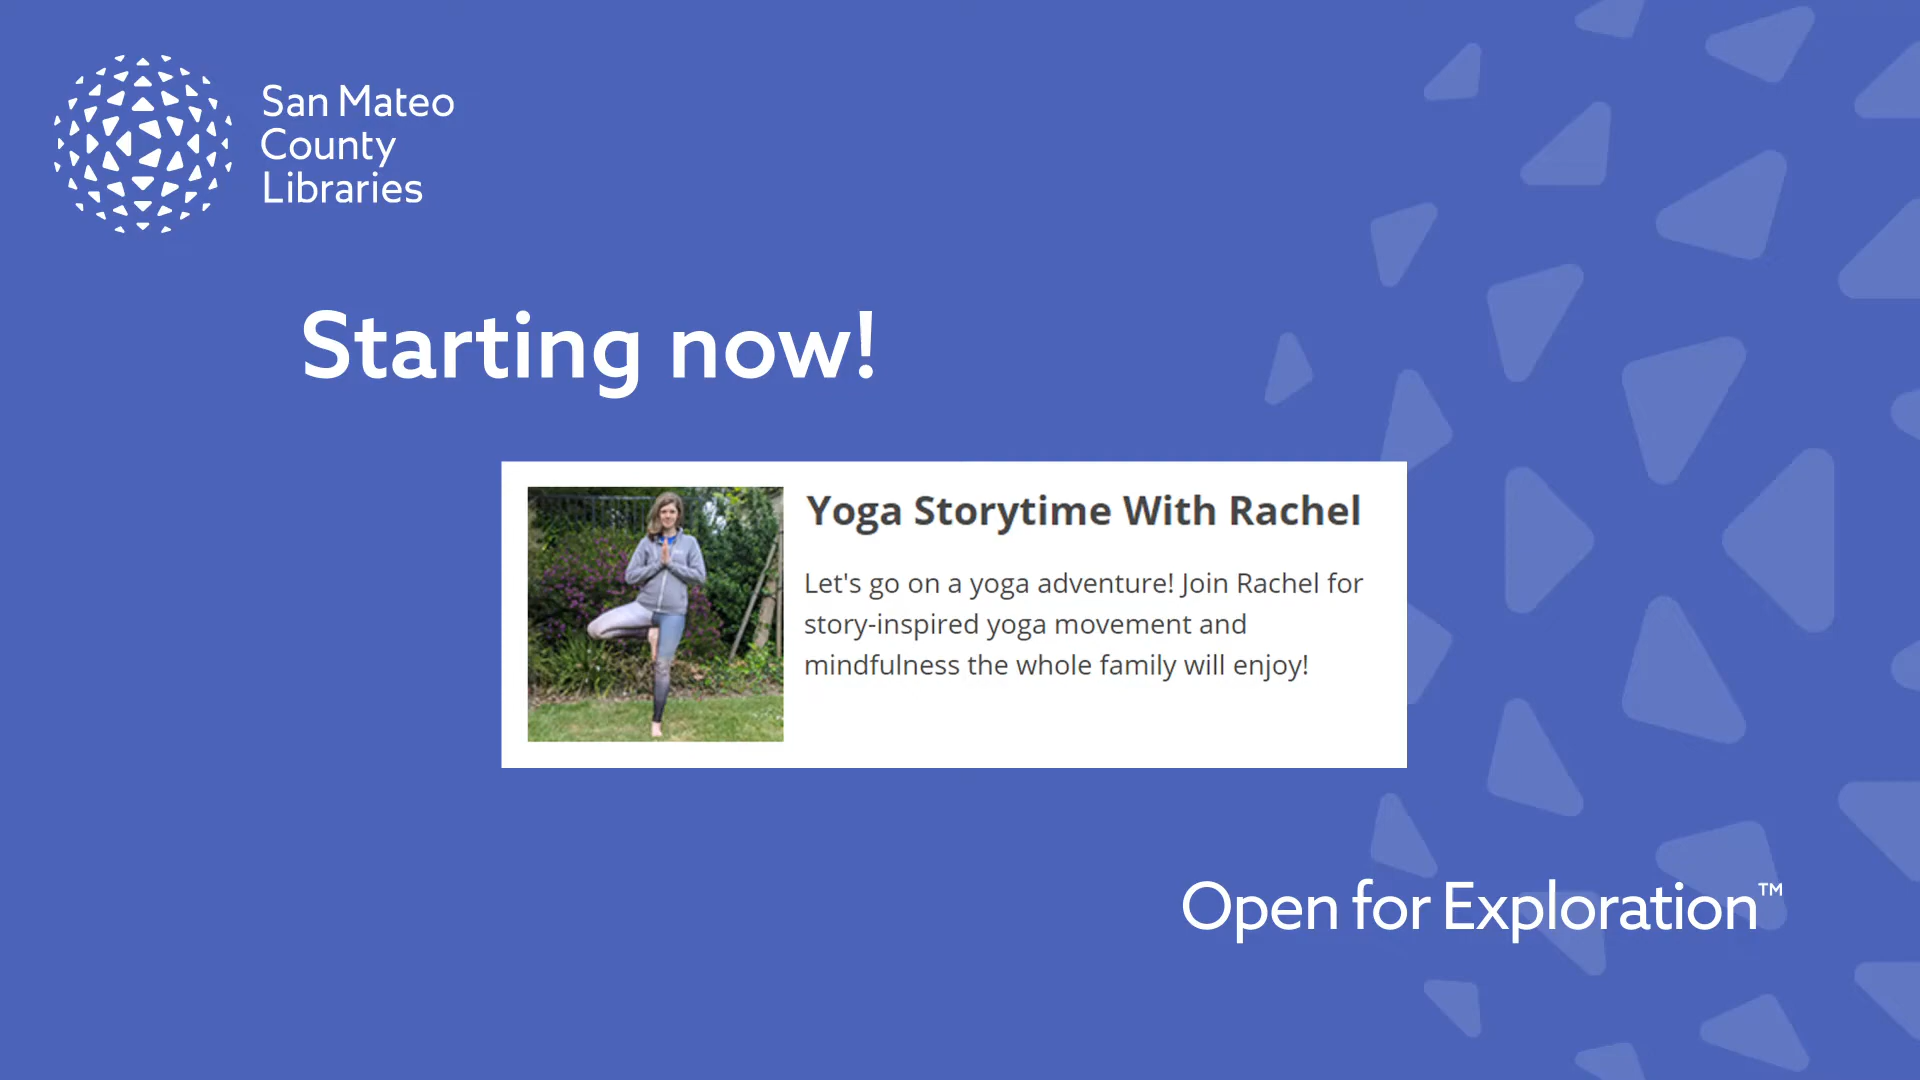 San Mateo
County
Libraries
Starting now!
Yoga Storytime With Rachel
Let's go on a yoga adventure! Join Rachel for
story-inspired yoga movement and
mindfulness the whole family will enjoy!
Open for Exploration™